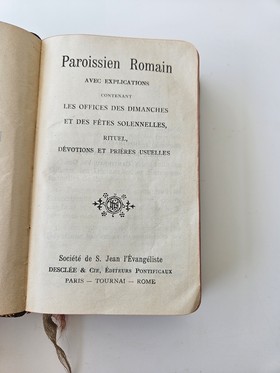 Paroissien Romain
AVEC EXPLICATIONS
CONTENANT
LES OFFICES DES DIMANCHES
ET DES FÊTES SOLENNELLES,
RITUEL,
DÉVOTIONS ET PRIÈRES USUELLES
Société de S. Jean l'Évangéliste
DESCLÉE & Cie, Éditeurs Pontificaux
PARIS — TOURNAI — ROME